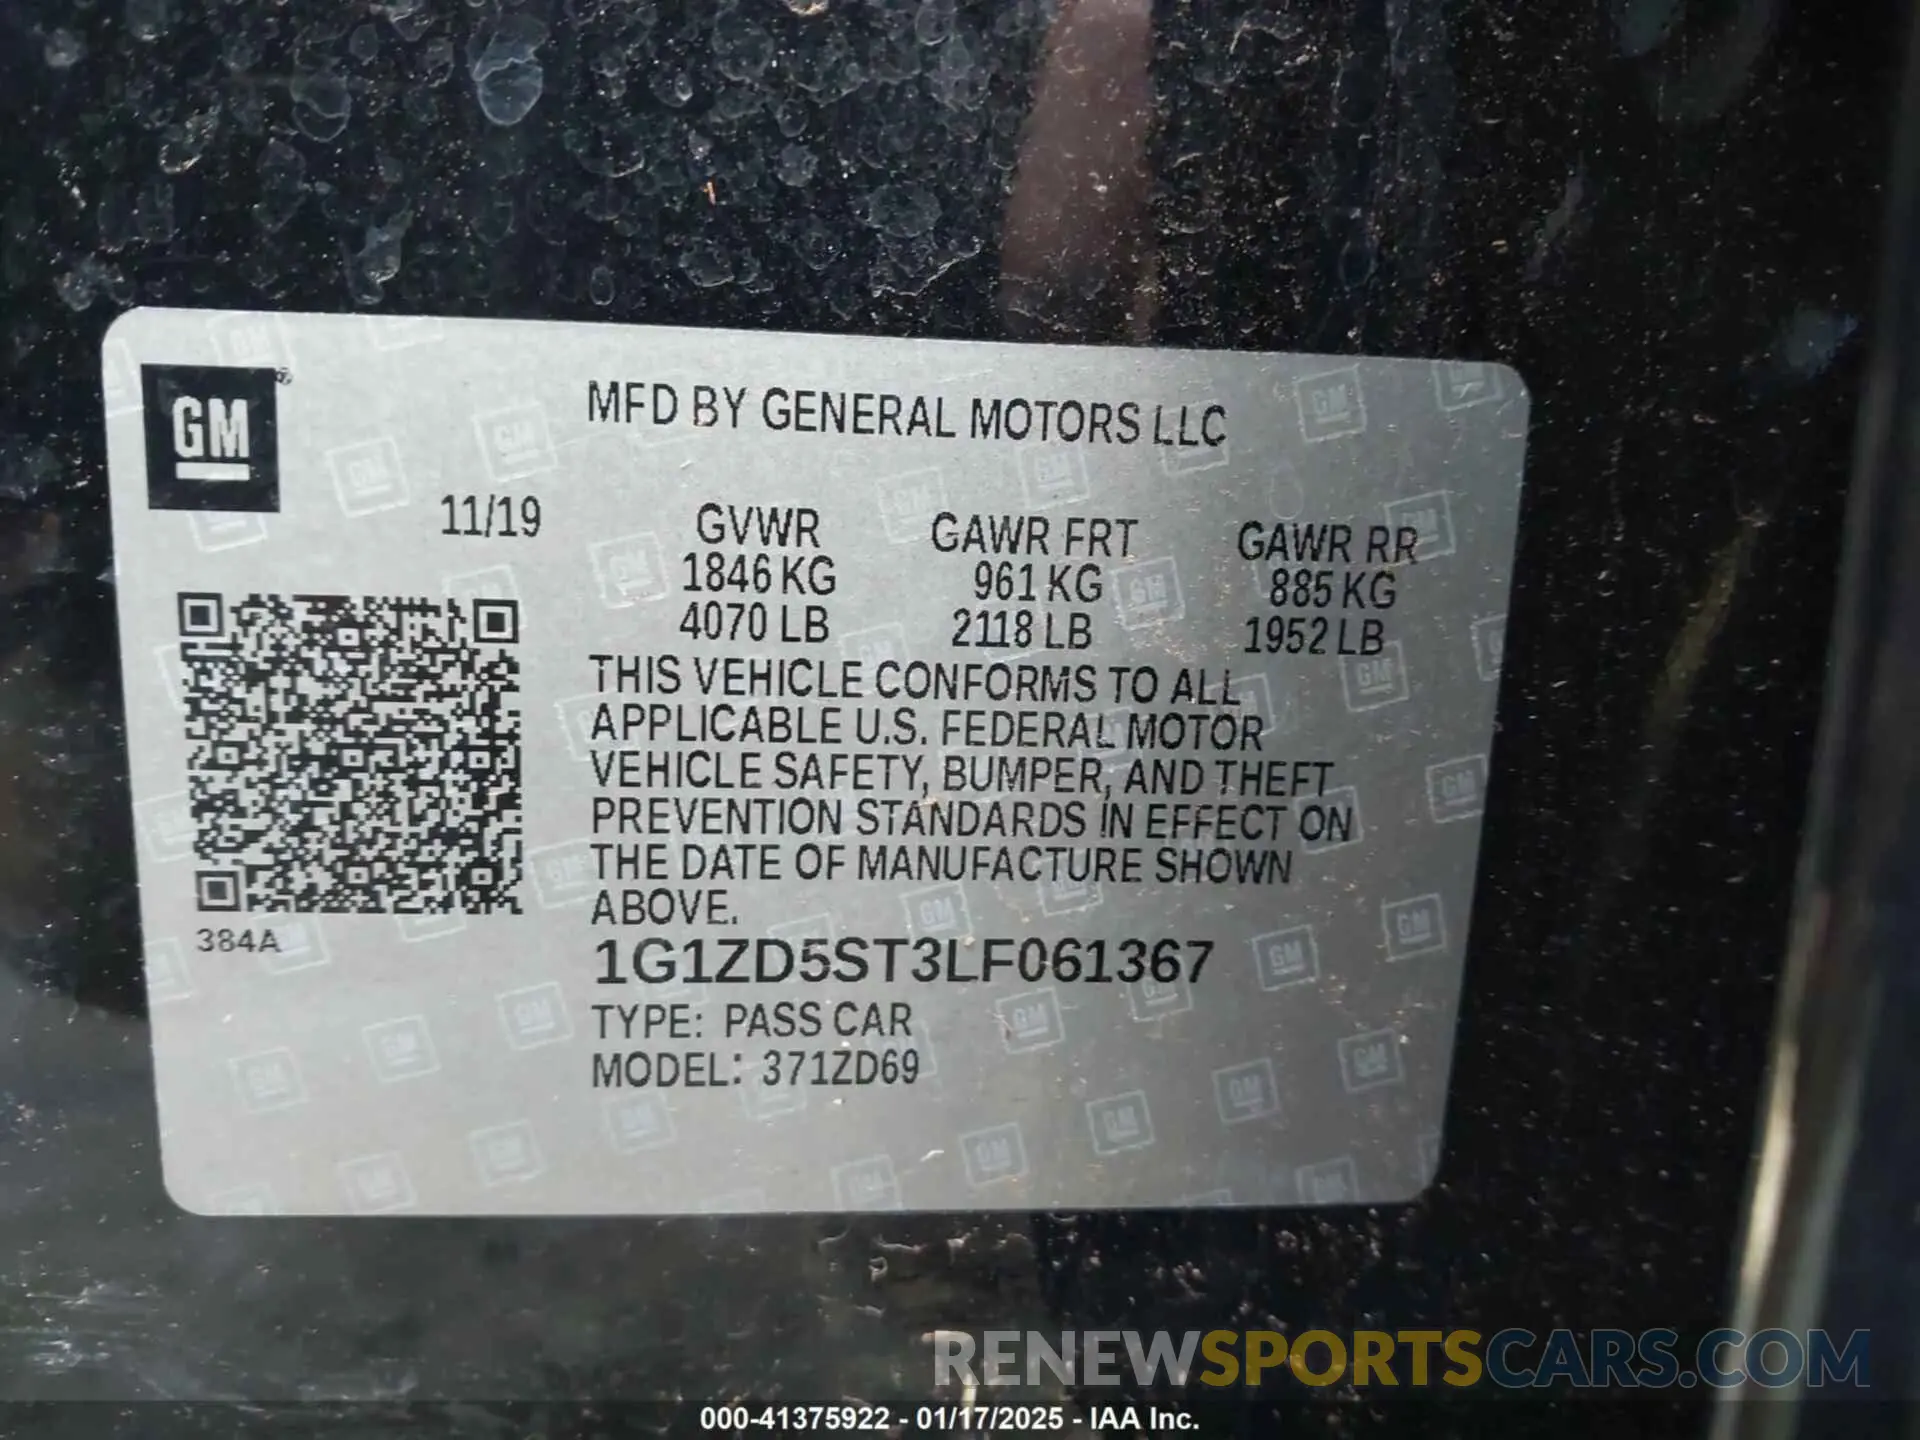 GM®
MFD BY GENERAL MOTORS LLC
11/19
GVWR GAWR FRT GAWR RR
1846 KG 961 KG 885 KG
4070 LB 2118 LB 1952 LB
THIS VEHICLE CONFORMS TO ALL
APPLICABLE U.S. FEDERAL MOTOR
VEHICLE SAFETY, BUMPER, AND THEFT
PREVENTION STANDARDS IN EFFECT ON
THE DATE OF MANUFACTURE SHOWN
ABOVE.
384A
1G1ZD5ST3LF061367
TYPE: PASS CAR
MODEL: 371ZD69
RENEWSPORTSCARS.COM
000-41375922 - 01/17/2025 - IAA Inc.